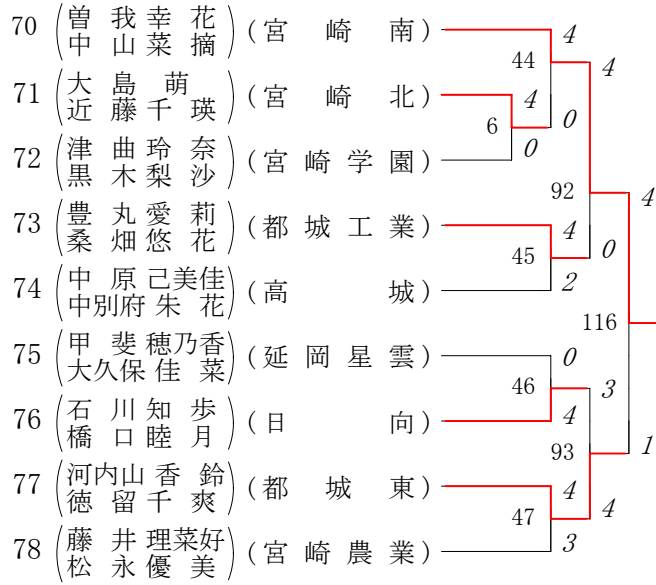 70 曽 我 幸 花 (宮 崎 南) 4
中 山 菜 摘
44 4
71 大 島 萌 (宮 崎 北) 4
近 藤 千 瑛
6 0
72 津 曲 玲 奈 (宮 崎 学 園) 0
黒 木 梨 沙
92 4
73 豊 丸 愛 莉 (都 城 工 業) 4
桑 畑 悠 花
45 0
74 中 原 己美佳 (高 城) 2
中別府 朱 花
116
75 甲 斐 穂乃香 (延 岡 星 雲) 0
大久保 佳 菜
46 3
76 石 川 知 歩 (日 向) 4
橋 口 睦 月
93 1
77 河内山 香 鈴 (都 城 東) 4
徳 留 千 爽
47 4
78 藤 井 理菜好 (宮 崎 農 業) 3
松 永 優 美